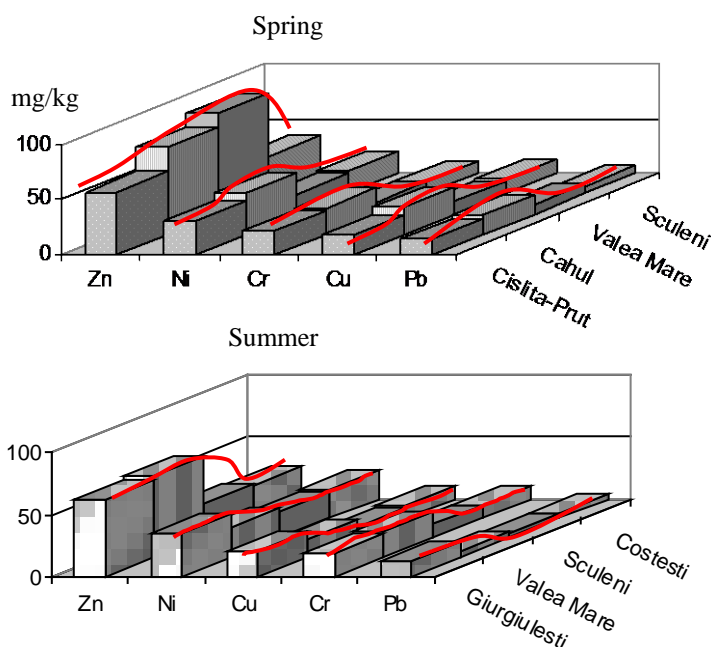 Spring
mg/kg
100
50
0
Zn
Ni
Cr
Cu
Pb
Cislita-Prut
Cahul
Valea Mare
Sculeni
Summer
100
50
0
Zn
Ni
Cu
Cr
Pb
Giurgiulesti
Valea Mare
Sculeni
Costesti